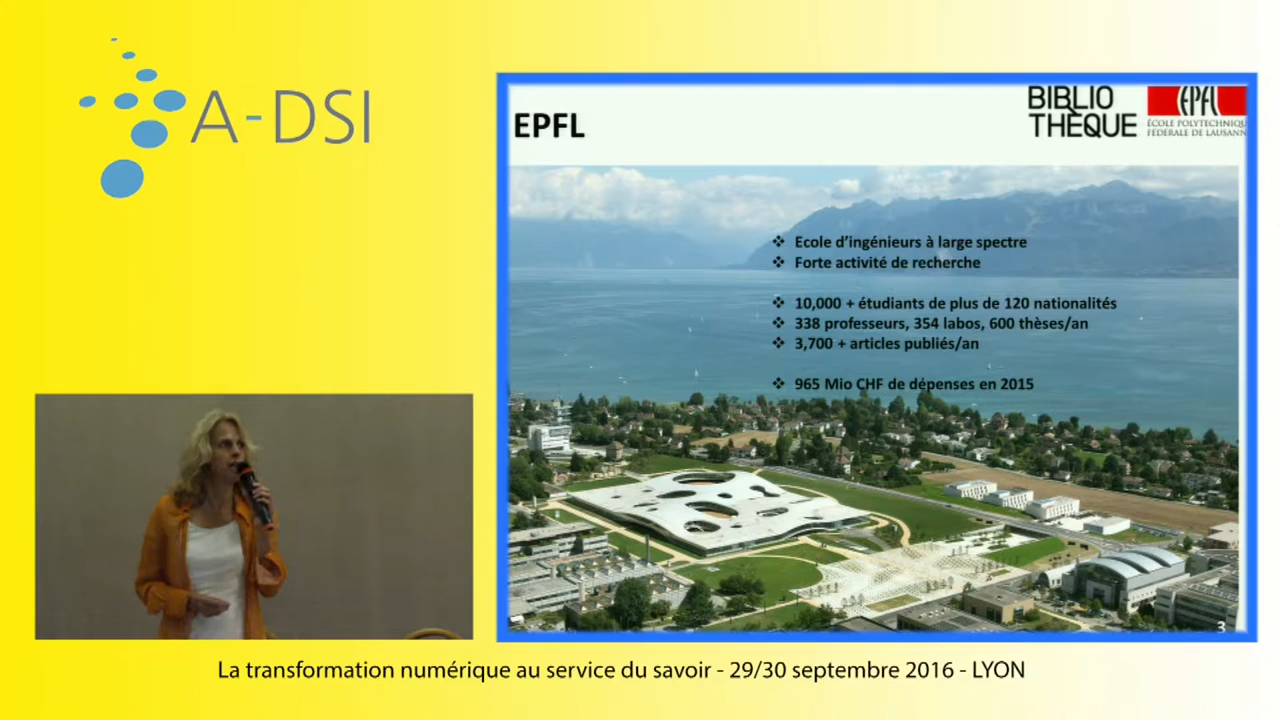 A-DSI
EPFL
BIBLIO
THÈQUE
EPFL
ÉCOLE POLYTECHNIQUE
FÉDÉRALE DE LAUSANNE
❖ Ecole d'ingénieurs à large spectre
❖ Forte activité de recherche
❖ 10,000 + étudiants de plus de 120 nationalités
❖ 338 professeurs, 354 labos, 600 thèses/an
❖ 3,700 + articles publiés/an
❖ 965 Mio CHF de dépenses en 2015
3
La transformation numérique au service du savoir - 29/30 septembre 2016 - LYON